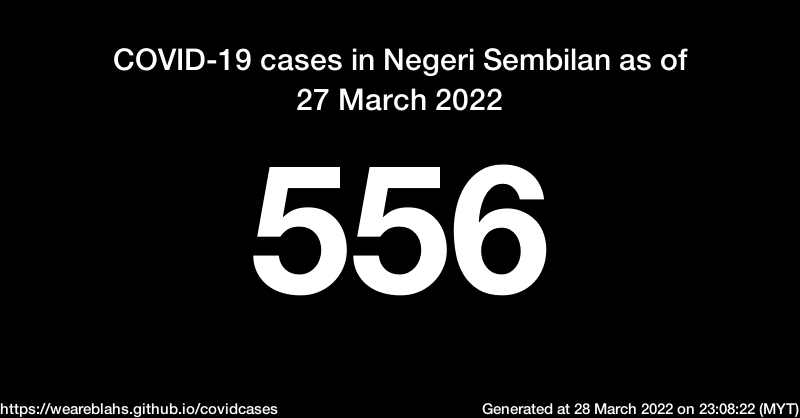 COVID-19 cases in Negeri Sembilan as of
27 March 2022
556
https://weareblahs.github.io/covidcases
Generated at 28 March 2022 on 23:08:22 (MYT)